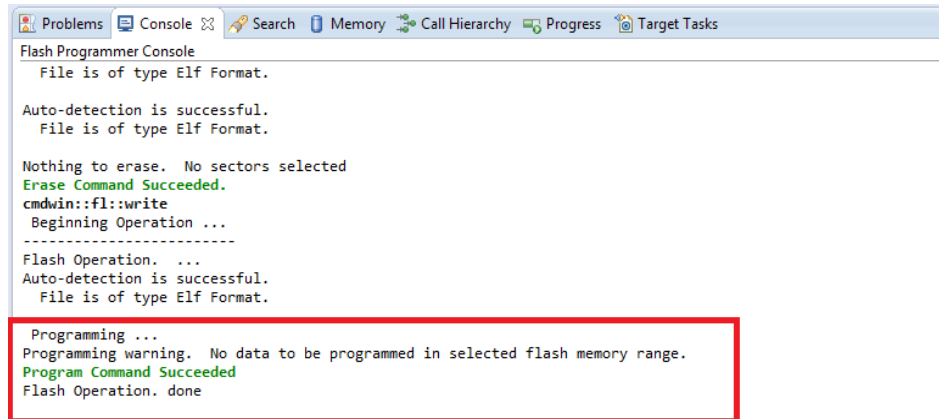 Problems Console Search Memory Call Hierarchy Progress Target Tasks
Flash Programmer Console
File is of type Elf Format.
Auto-detection is successful.
File is of type Elf Format.
Nothing to erase. No sectors selected
Erase Command Succeeded.
cmdwin::fl::write
Beginning Operation ...
-------------------------
Flash Operation. ...
Auto-detection is successful.
File is of type Elf Format.
Programming ...
Programming warning. No data to be programmed in selected flash memory range.
Program Command Succeeded
Flash Operation. done